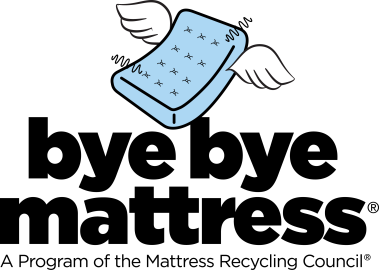 bye bye
mattress®
A Program of the Mattress Recycling Council®